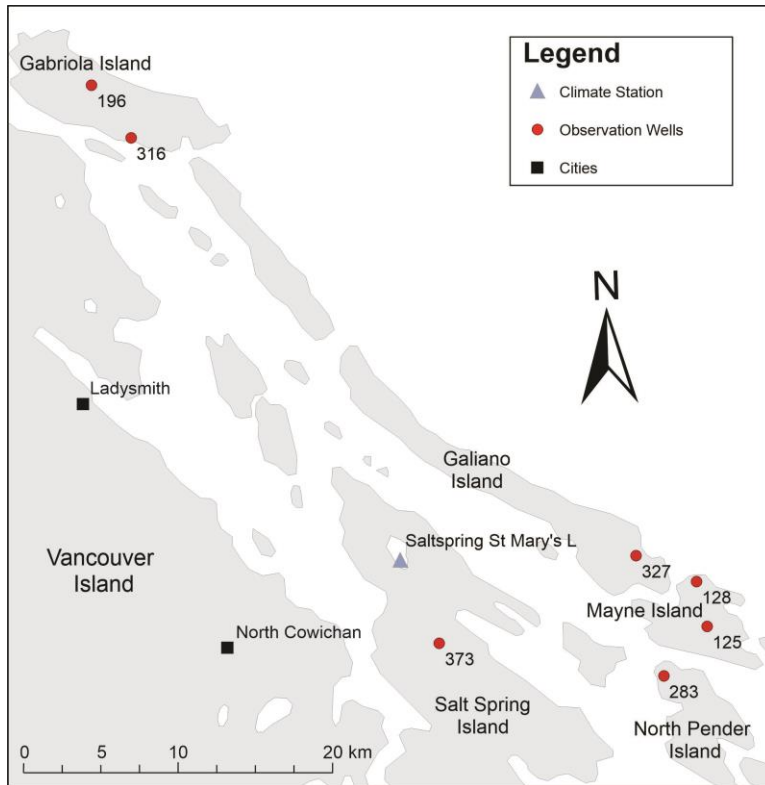 Gabriola Island
196
316
Legend
Climate Station
Observation Wells
Cities
N
Ladysmith
Galiano
Island
Vancouver
Island
Saltspring St Mary's L
327
128
Mayne Island
125
North Cowichan
373
283
Salt Spring
Island
North Pender
Island
0 5 10 20 km